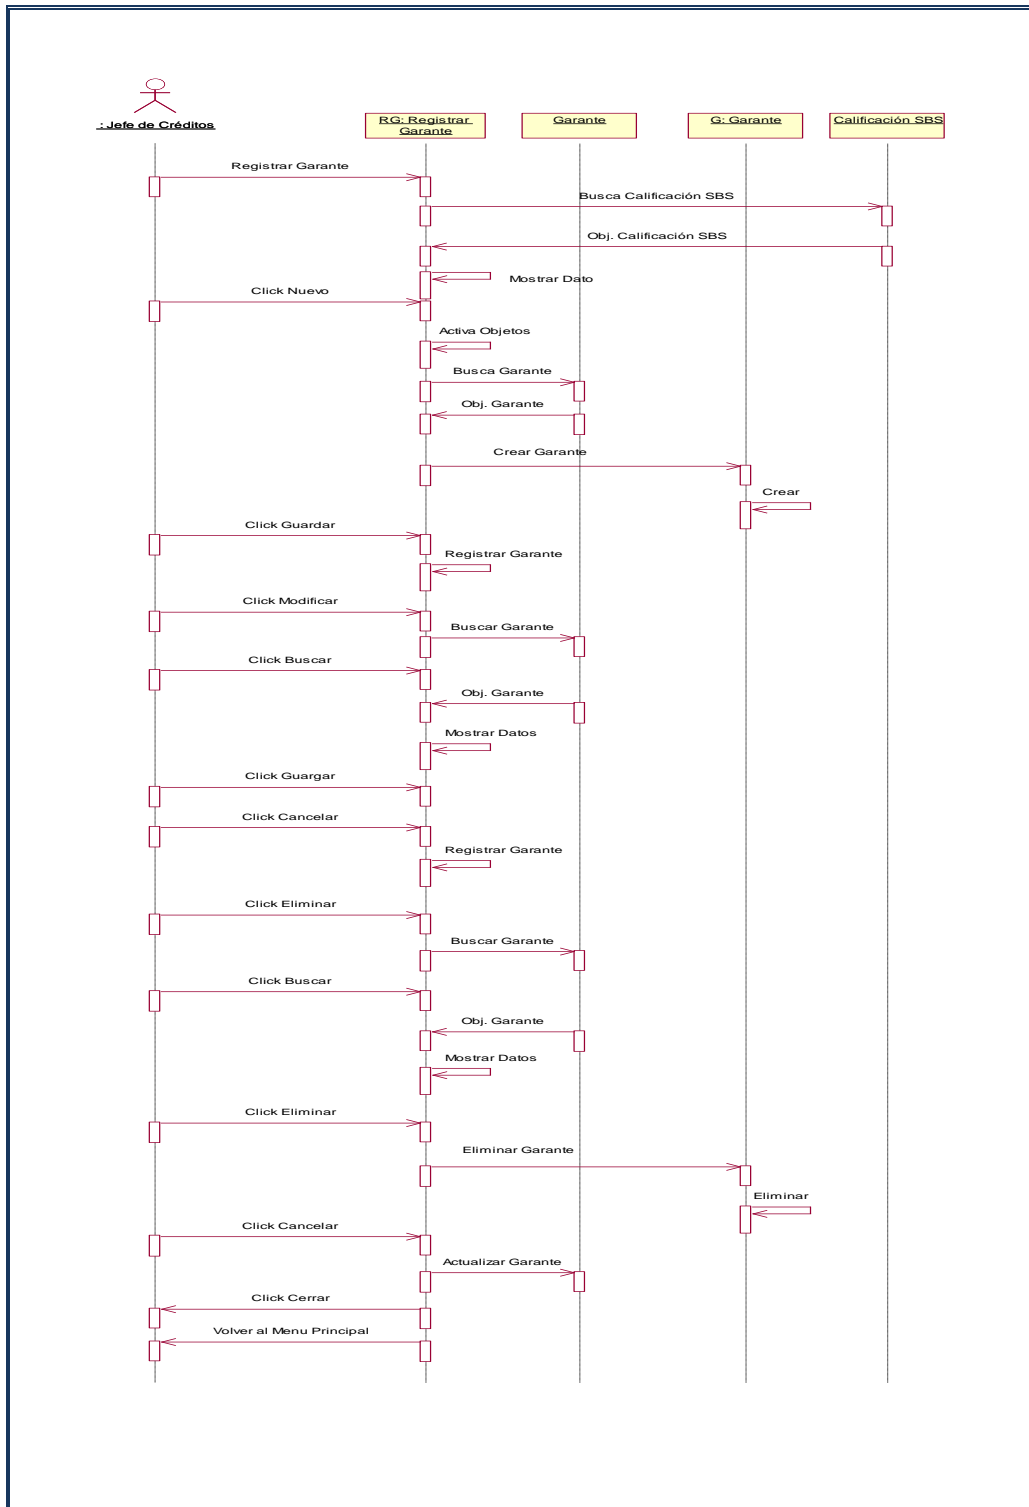 : Jefe de Créditos
RG: Registrar
Garante
Garante
G: Garante
Calificación SBS
Registrar Garante
Busca Calificación SBS
Obj. Calificación SBS
Mostrar Dato
Click Nuevo
Activa Objetos
Busca Garante
Obj. Garante
Crear Garante
Crear
Click Guardar
Registrar Garante
Click Modificar
Buscar Garante
Click Buscar
Obj. Garante
Mostrar Datos
Click Guargar
Click Cancelar
Registrar Garante
Click Eliminar
Buscar Garante
Click Buscar
Obj. Garante
Mostrar Datos
Click Eliminar
Eliminar Garante
Eliminar
Click Cancelar
Actualizar Garante
Click Cerrar
Volver al Menu Principal